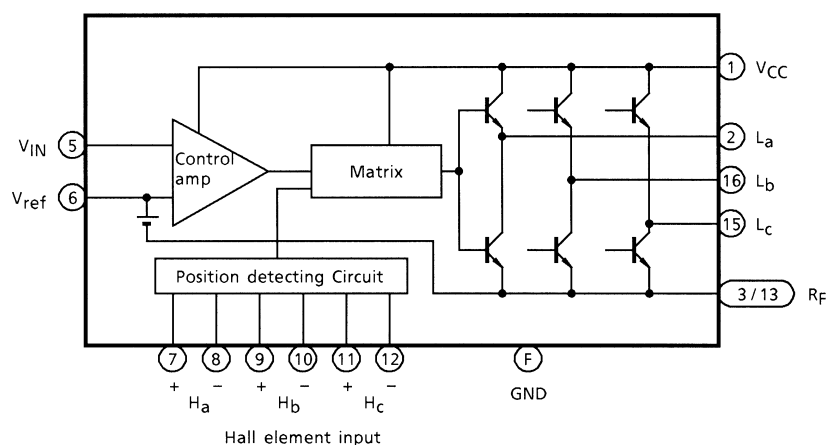 1 VCC
VIN 5
Control
amp
Matrix
2 La
16 Lb
Vref 6
15 Lc
Position detecting Circuit
3 / 13 RF
7 8 9 10 11 12 F
+ − + − + −
Ha Hb Hc
GND
Hall element input